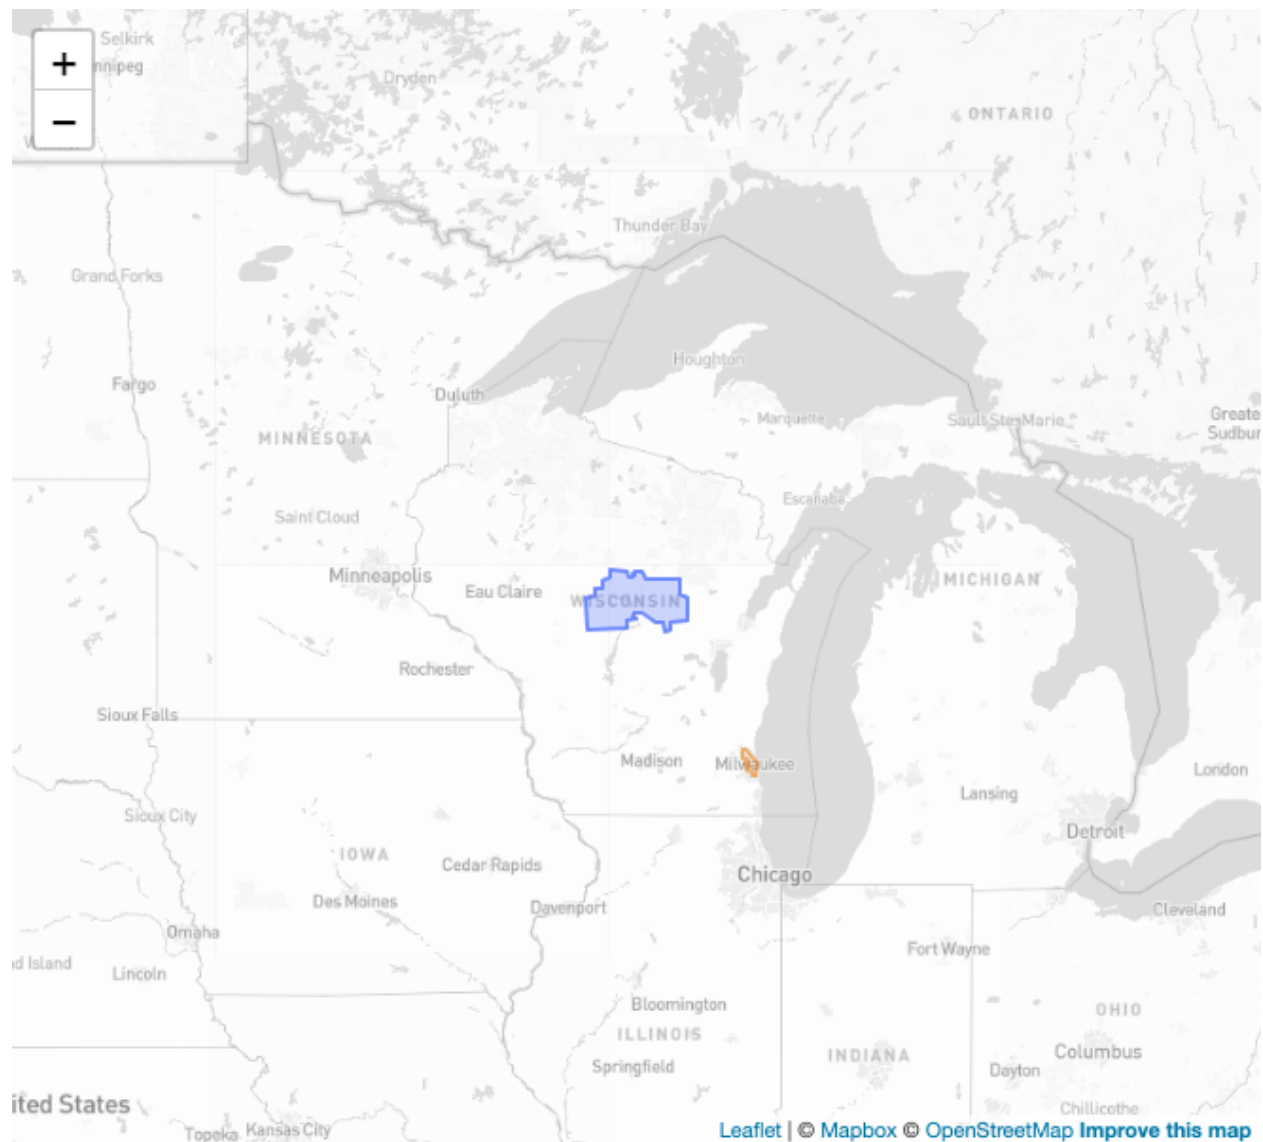 +
Selkirk
nnipeg
Dryden
ONTARIO
W
−
Thunder Bay
Grand Forks
Houghton
Fargo
Duluth
Marquette
Sault Ste. Marie
Greate
Sudbur
MINNESOTA
Escanaba
Saint Cloud
Minneapolis
Eau Claire
WISCONSIN
MICHIGAN
Rochester
Sioux Falls
Madison
Milwaukee
London
Lansing
Sioux City
Detroit
IOWA
Cedar Rapids
Chicago
Des Moines
Davenport
Cleveland
Omaha
Fort Wayne
d Island
Lincoln
Bloomington
OHIO
ILLINOIS
INDIANA
Columbus
Springfield
Dayton
ited States
Chillicothe
Topeka
Kansas City
Leaflet | © Mapbox © OpenStreetMap Improve this map